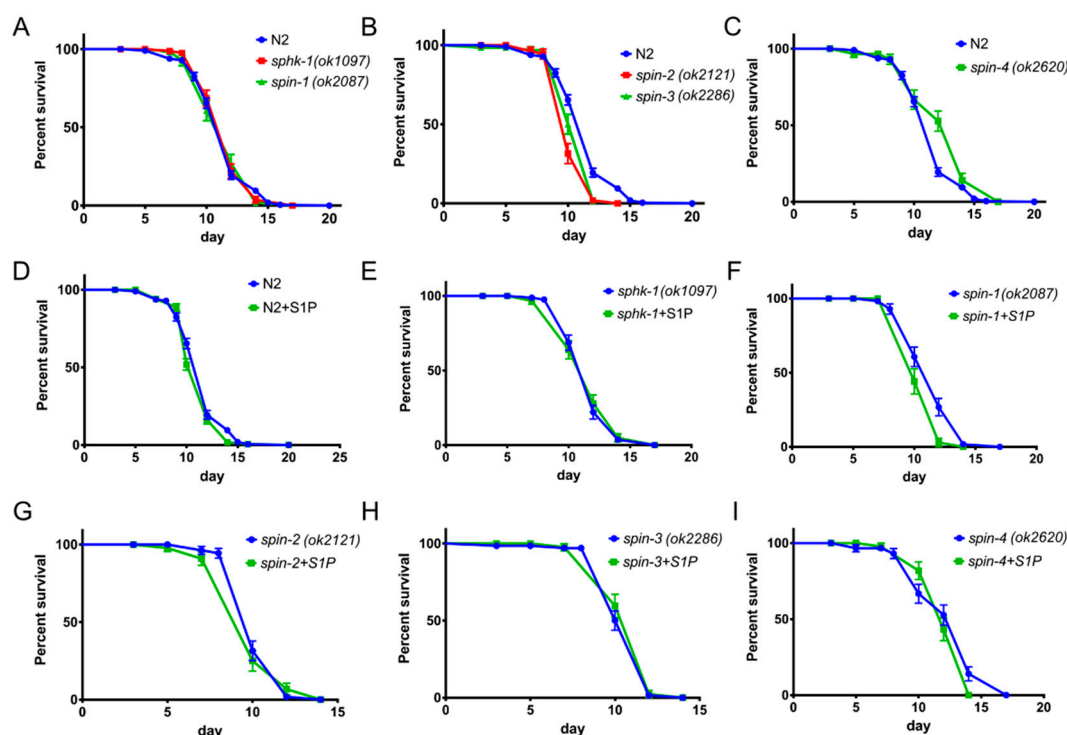 A
N2
sphk-1(ok1097)
spin-1 (ok2087)
Percent survival
100
50
0
0 5 10 15 20
day
B
N2
spin-2 (ok2121)
spin-3 (ok2286)
Percent survival
100
50
0
0 5 10 15 20
day
C
N2
spin-4 (ok2620)
Percent survival
100
50
0
0 5 10 15 20
day
D
N2
N2+S1P
Percent survival
100
50
0
0 5 10 15 20 25
day
E
sphk-1(ok1097)
sphk-1+S1P
Percent survival
100
50
0
0 5 10 15 20
day
F
spin-1(ok2087)
spin-1+S1P
Percent survival
100
50
0
0 5 10 15 20
day
G
spin-2 (ok2121)
spin-2+S1P
Percent survival
100
50
0
0 5 10 15
day
H
spin-3 (ok2286)
spin-3+S1P
Percent survival
100
50
0
0 5 10 15
day
I
spin-4 (ok2620)
spin-4+S1P
Percent survival
100
50
0
0 5 10 15 20
day